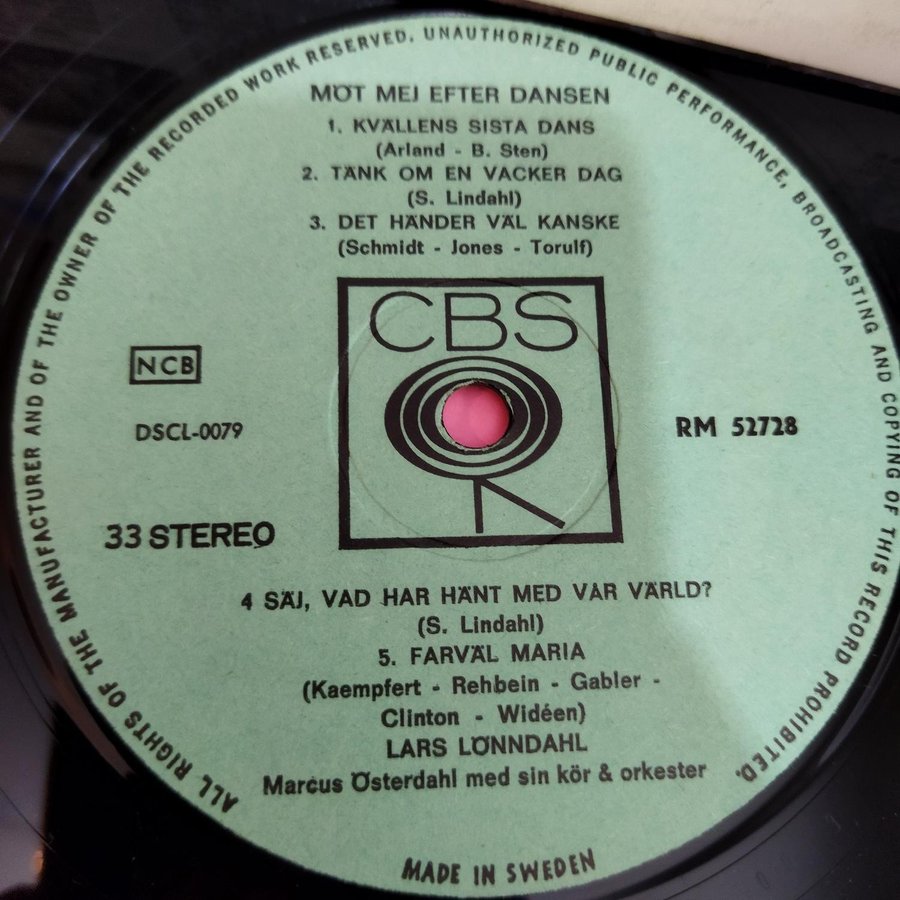 MÖT MEJ EFTER DANSEN
1. KVÄLLENS SISTA DANS
(Arland - B. Sten)
2. TÄNK OM EN VACKER DAG
(S. Lindahl)
3. DET HÄNDER VÄL KANSKE
(Schmidt - Jones - Torulf)
CBS
NCB
DSCL-0079
RM 52728
33 STEREO
4 SÄJ, VAD HAR HÄNT MED VÅR VÄRLD?
(S. Lindahl)
5. FARVÄL MARIA
(Kaempfert - Rehbein - Gabler -
Clinton - Widéen)
LARS LÖNNDAHL
Marcus Österdahl med sin kör & orkester
ALL RIGHTS OF THE MANUFACTURER AND OF THE OWNER OF THE RECORDED WORK RESERVED. UNAUTHORIZED PUBLIC PERFORMANCE, BROADCASTING AND COPYING OF THIS RECORD PROHIBITED.
MADE IN SWEDEN